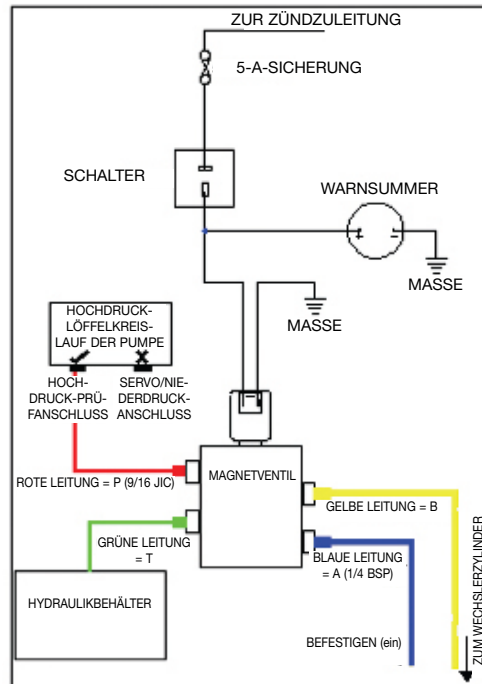 ZUR ZÜNDZULEITUNG
5-A-SICHERUNG
SCHALTER
WARNSUMMER
MASSE
MASSE
HOCHDRUCK-
LÖFFELKREIS-
LAUF DER PUMPE
HOCH-
DRUCK-PRÜ-
FANSCHLUSS
SERVO/NIE-
DERDRUCK-
ANSCHLUSS
MAGNETVENTIL
ROTE LEITUNG = P (9/16 JIC)
GELBE LEITUNG = B
GRÜNE LEITUNG
= T
BLAUE LEITUNG
= A (1/4 BSP)
HYDRAULIKBEHÄLTER
BEFESTIGEN (ein)
ZUM WECHSLERZYLINDER